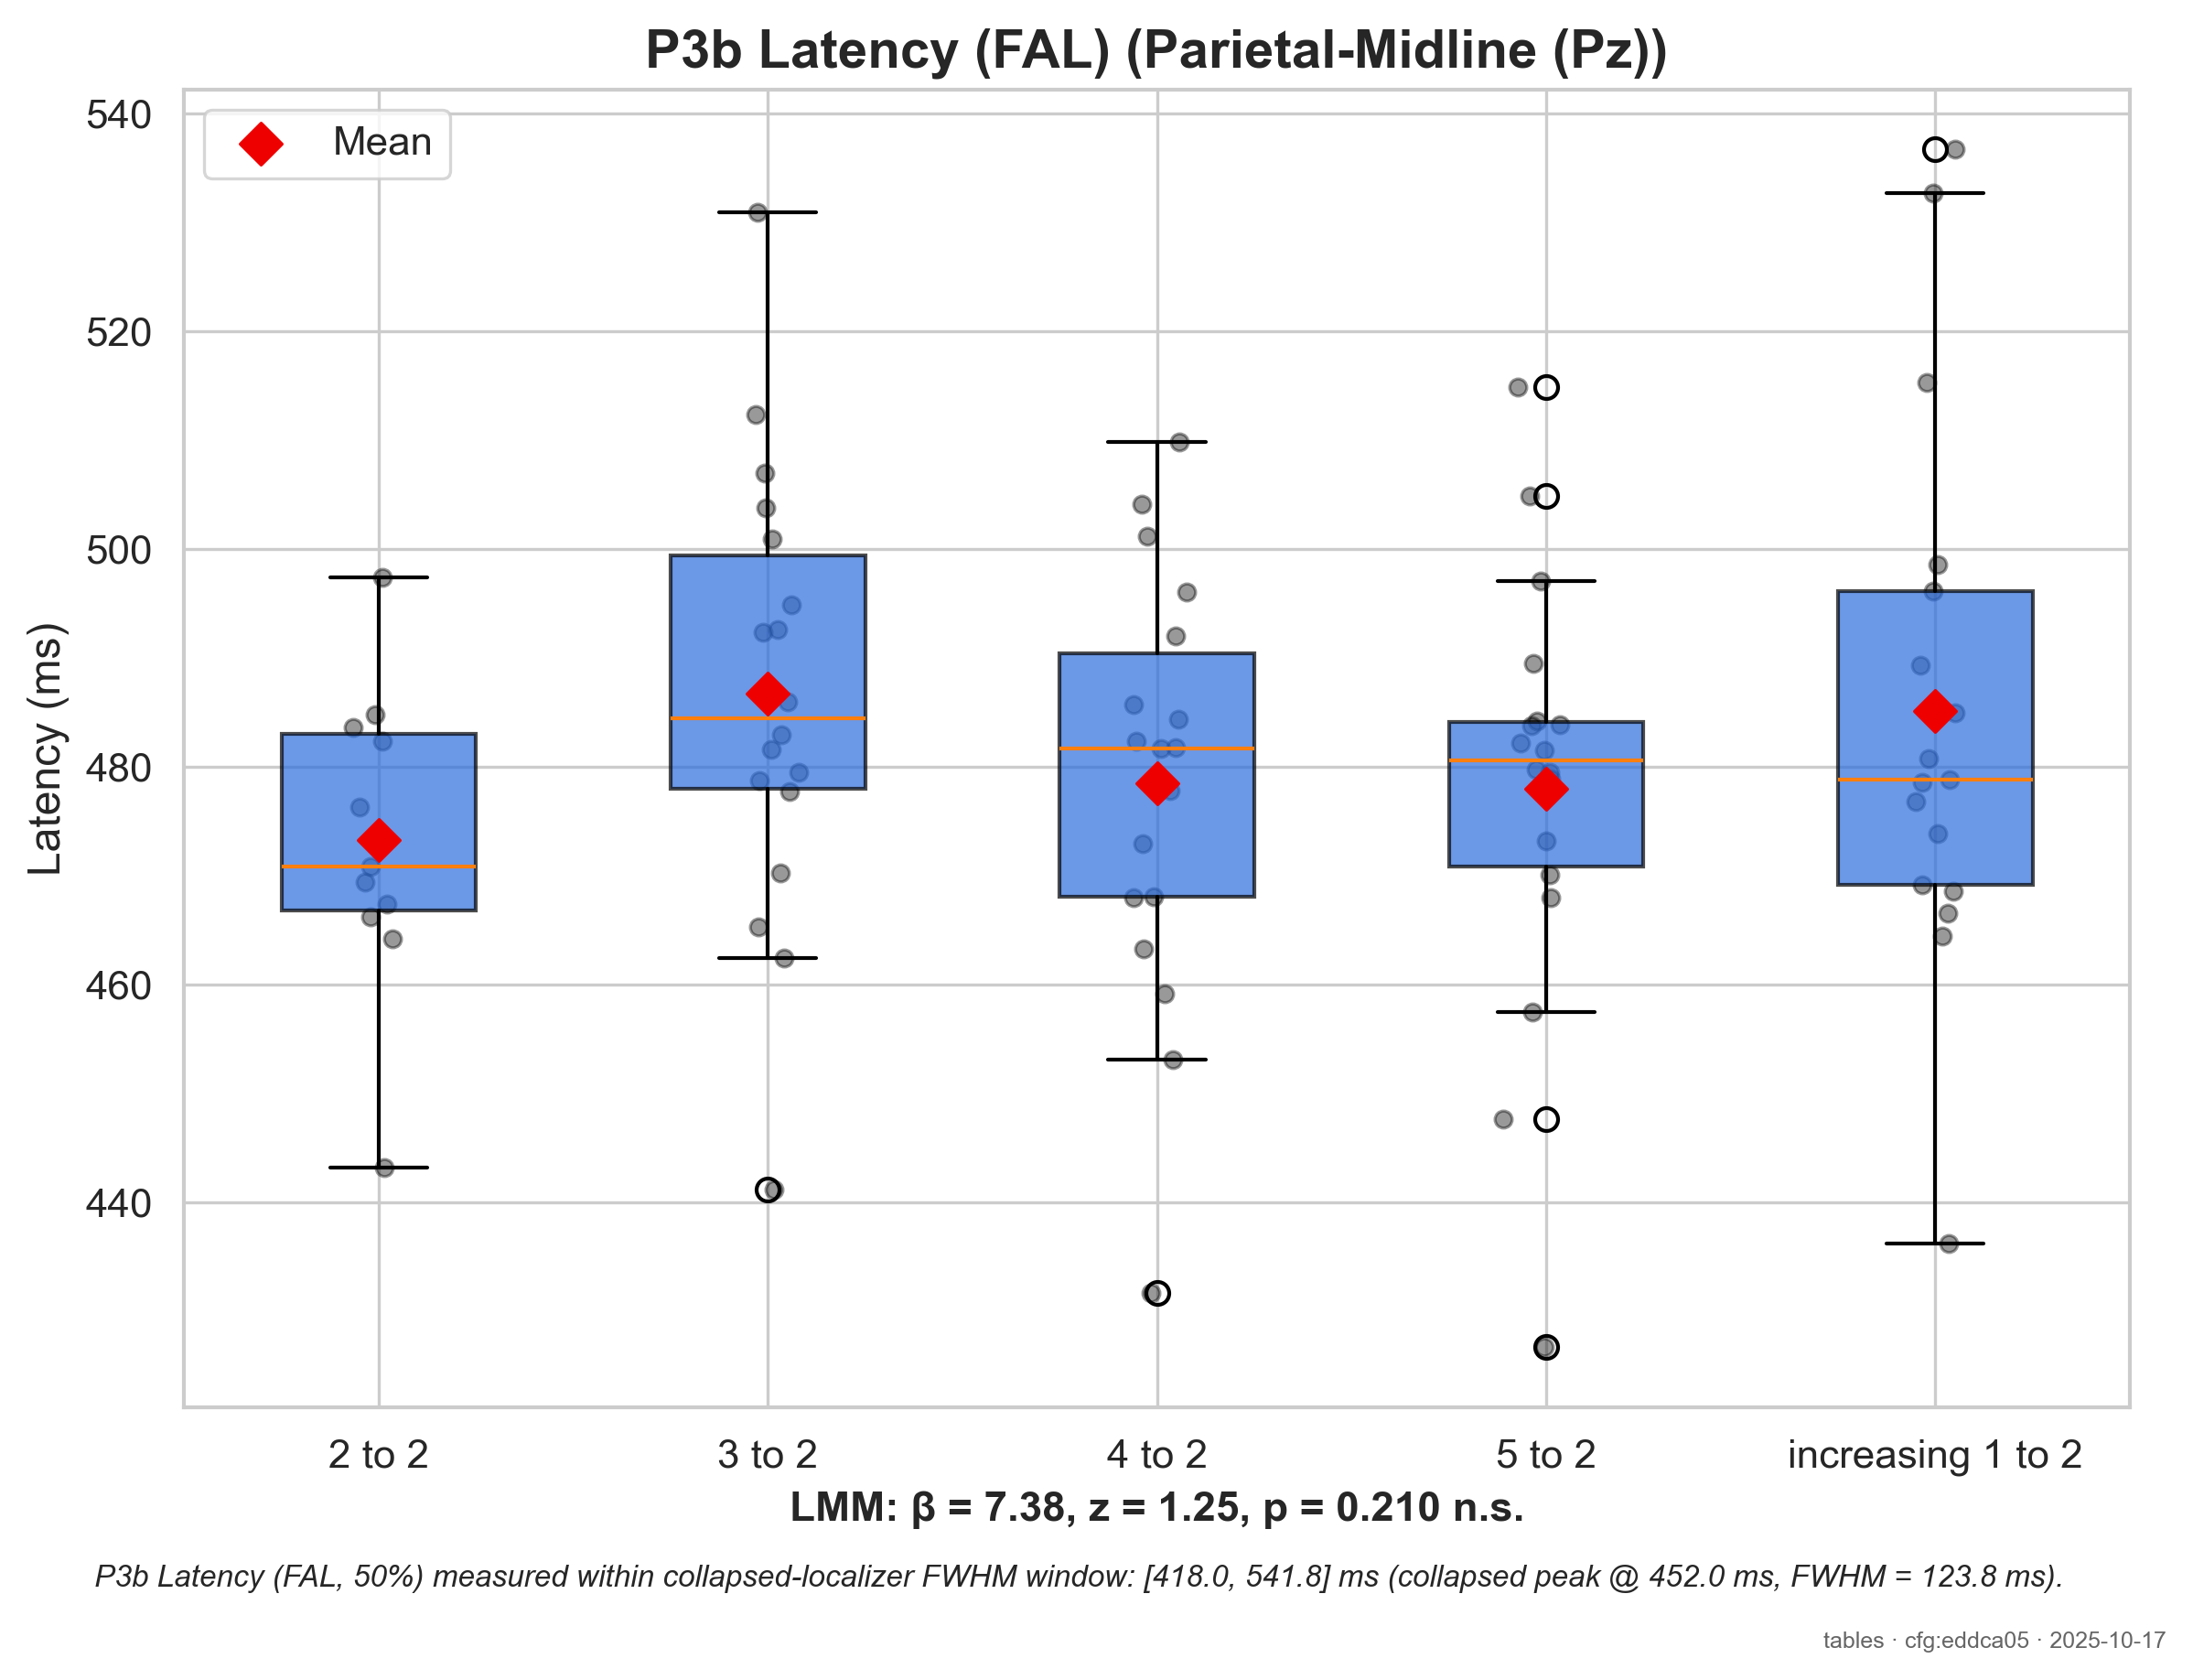 P3b Latency (FAL) (Parietal-Midline (Pz))
Mean
Latency (ms)
540
520
500
480
460
440
2 to 2
3 to 2
4 to 2
5 to 2
increasing 1 to 2
LMM: β = 7.38, z = 1.25, p = 0.210 n.s.
P3b Latency (FAL, 50%) measured within collapsed-localizer FWHM window: [418.0, 541.8] ms (collapsed peak @ 452.0 ms, FWHM = 123.8 ms).
tables · cfg:eddca05 · 2025-10-17